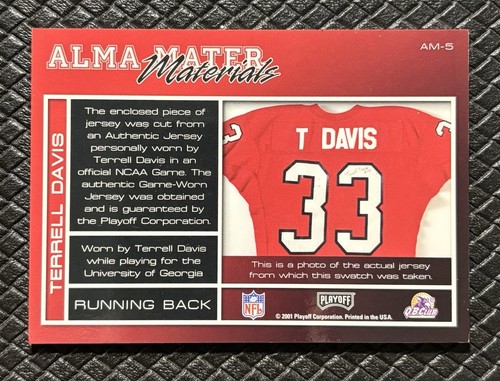 ALMA MATER
Materials
AM-5
TERRELL DAVIS
The enclosed piece of
jersey was cut from
an Authentic Jersey
personally worn by
Terrell Davis in an
official NCAA Game. The
authentic Game-Worn
Jersey was obtained
and is guaranteed by
the Playoff Corporation.
Worn by Terrell Davis
while playing for the
University of Georgia
RUNNING BACK
33
T DAVIS
33
33
This is a photo of the actual jersey
from which this swatch was taken.
NFL
PLAYOFF
Q.B. CLUB
© 2001 Playoff Corporation. Printed in the USA.